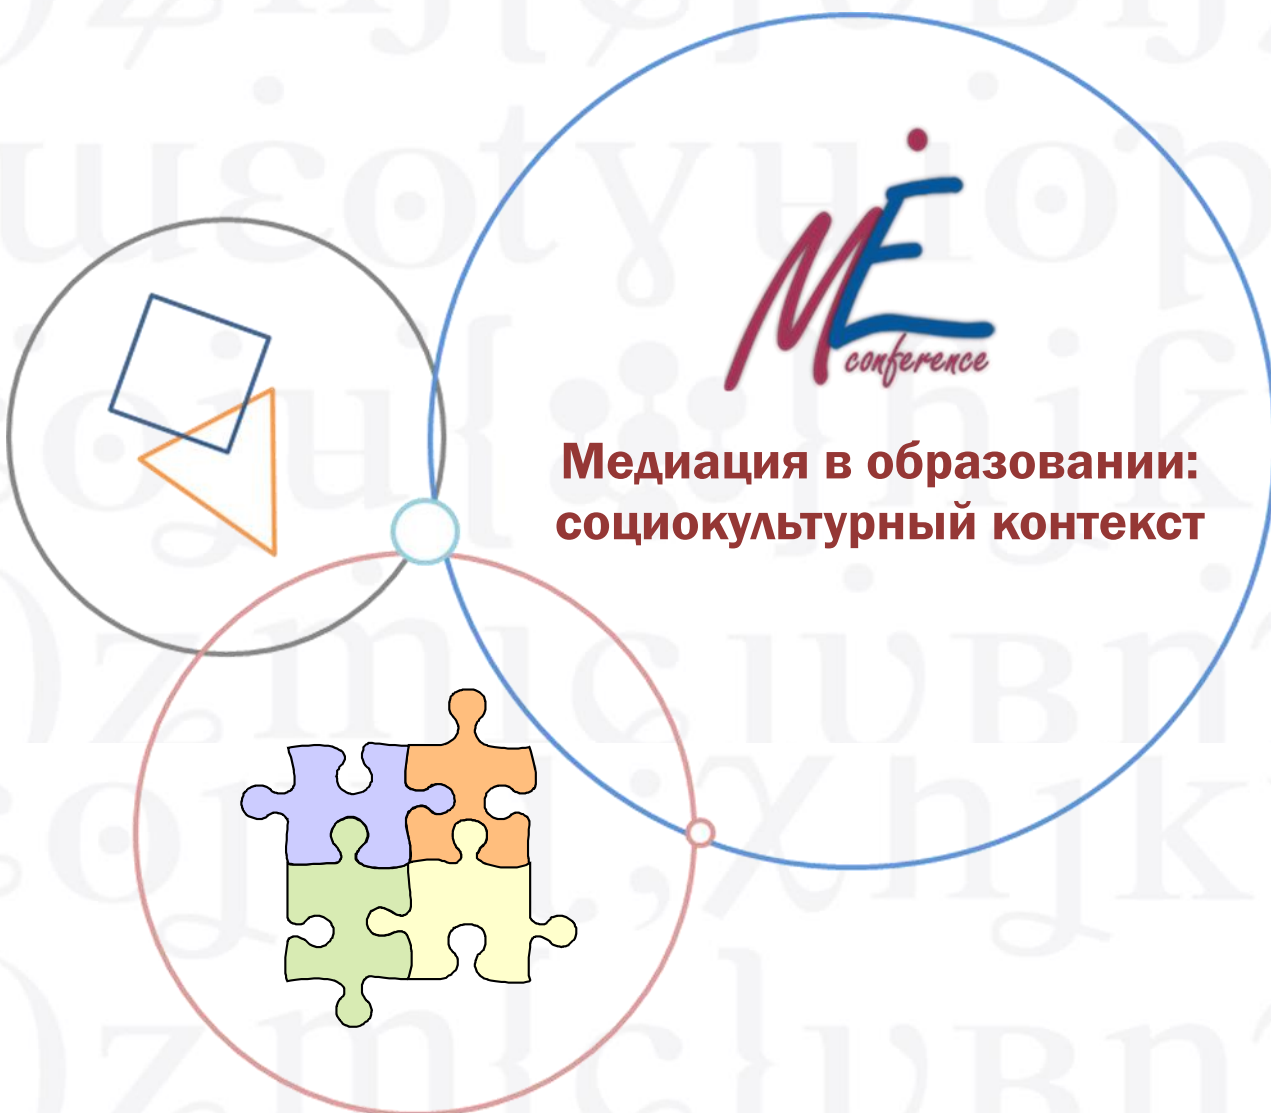 ME
conference
Медиация в образовании:
социокультурный контекст